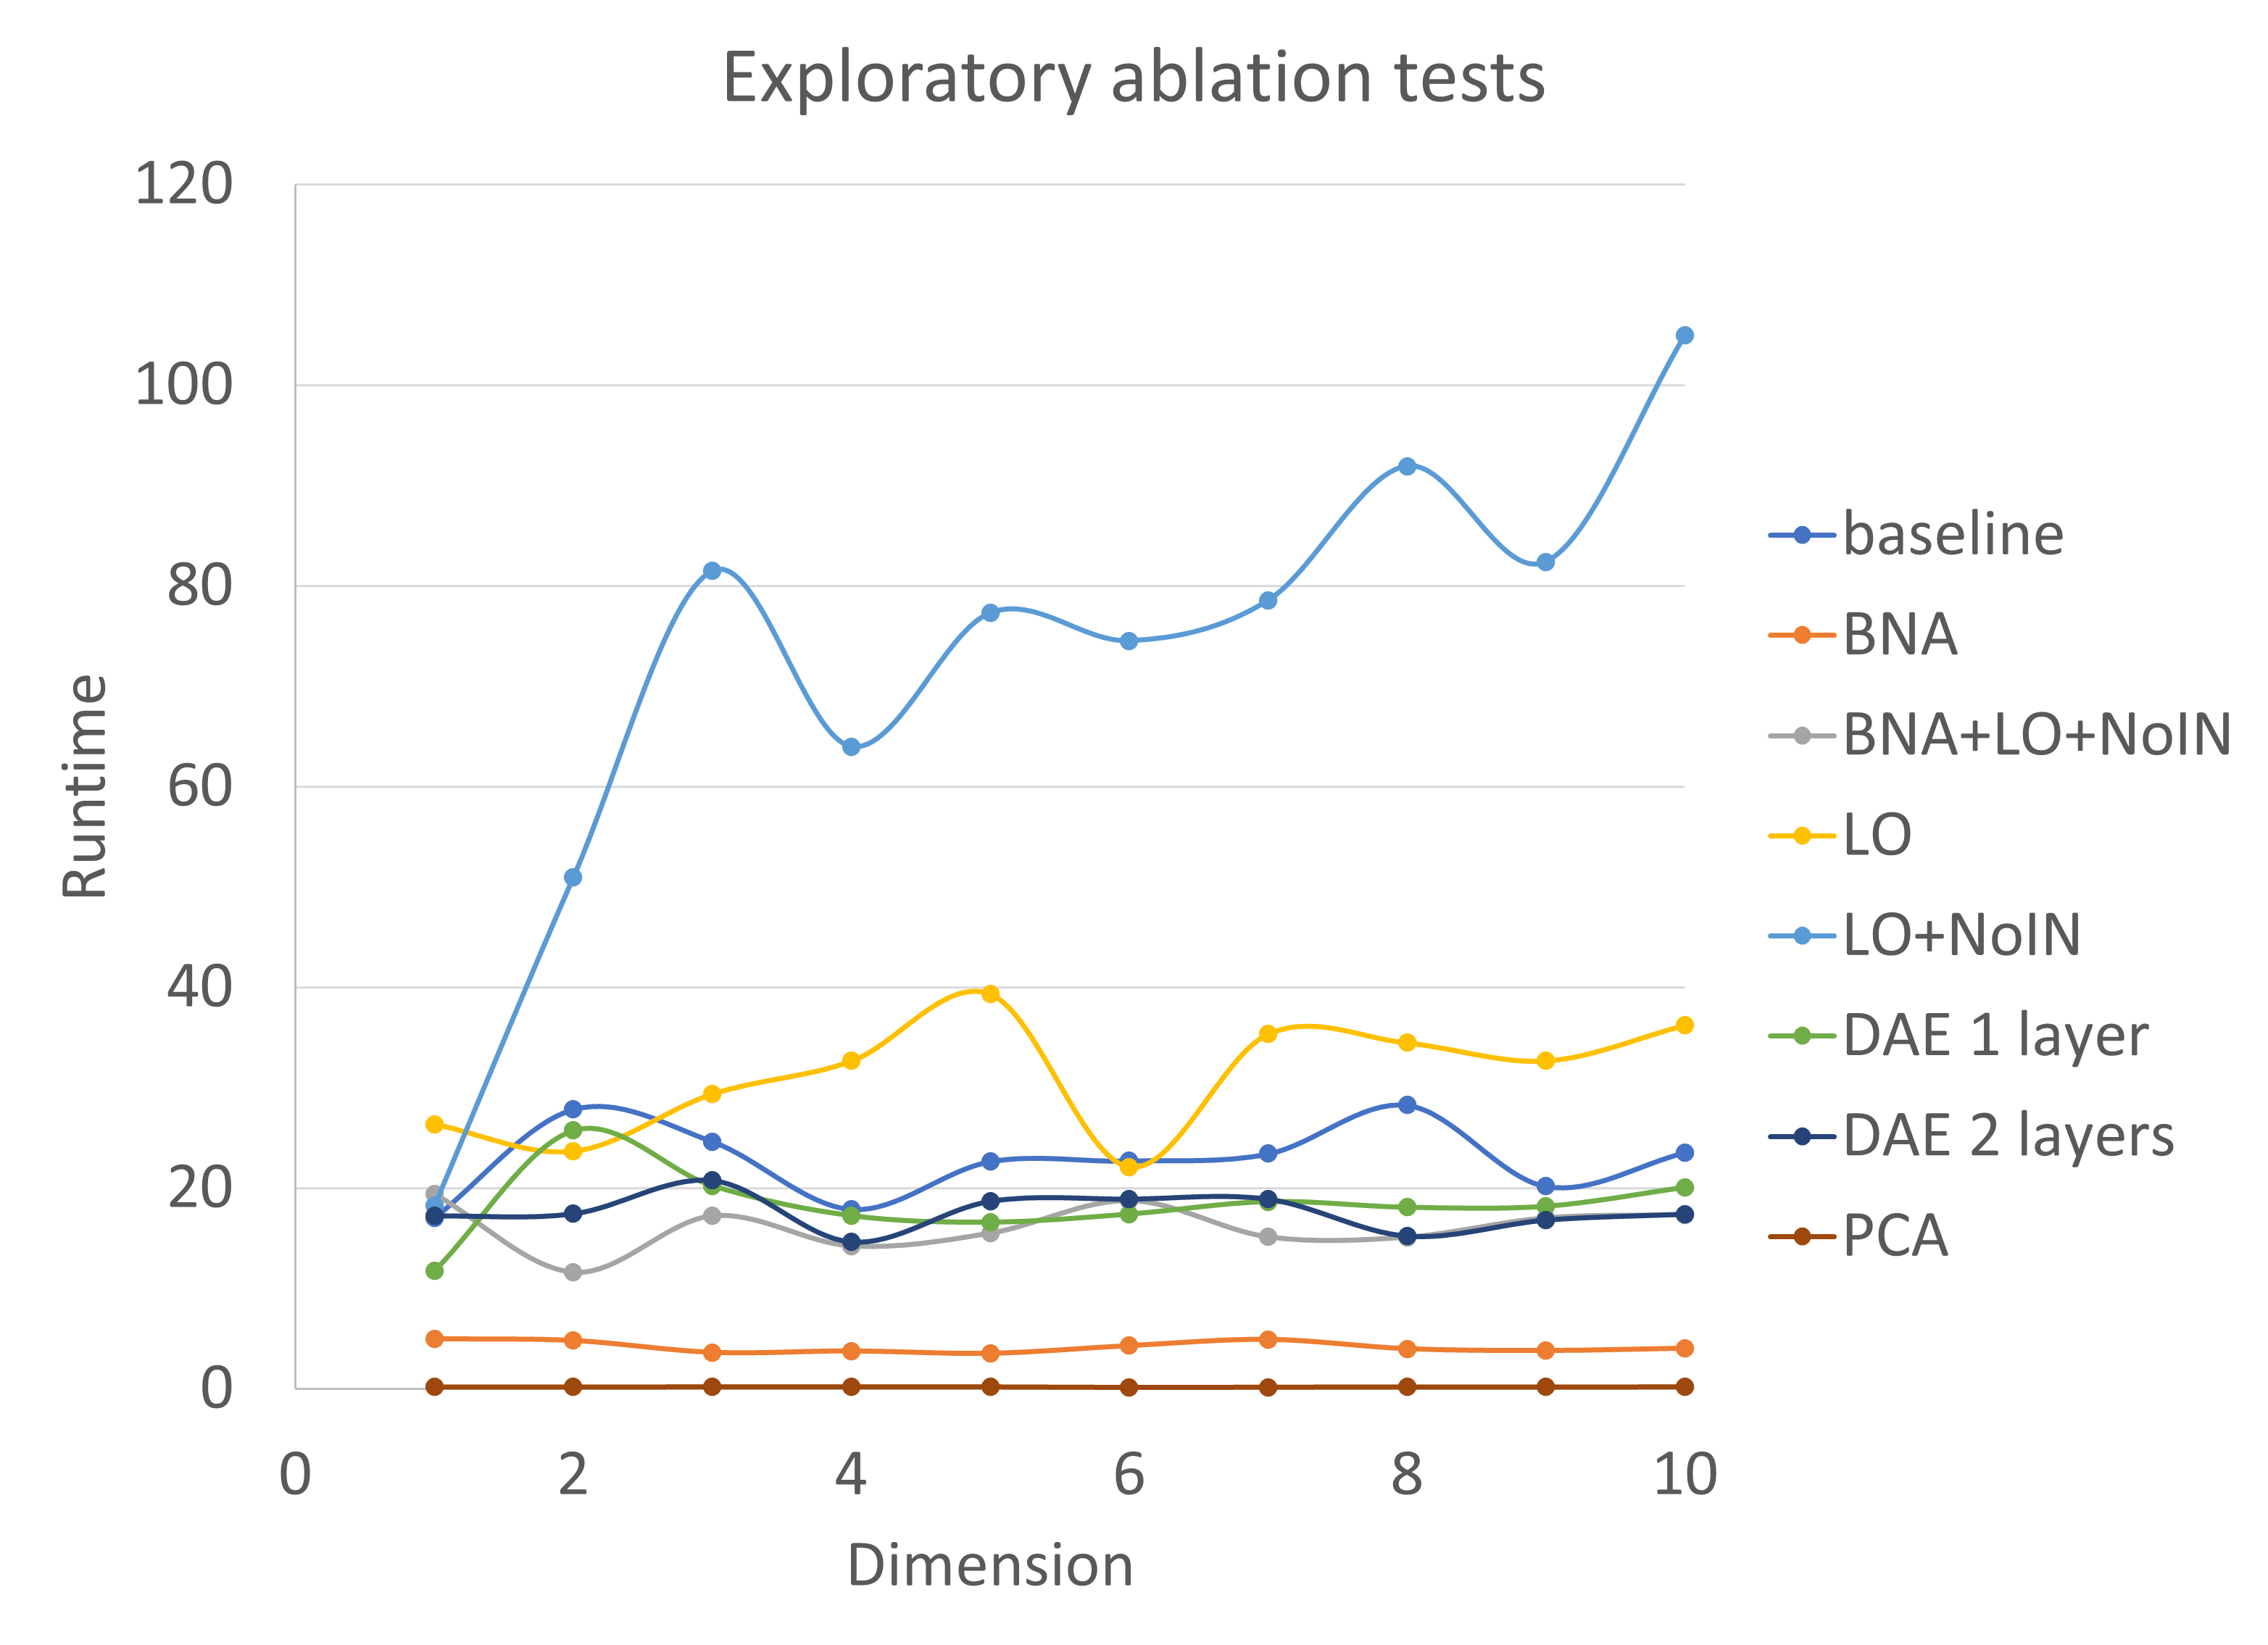 Exploratory ablation tests
120
100
80
60
40
20
0
Runtime
0 2 4 6 8 10
Dimension
baseline
BNA
BNA+LO+NoIN
LO
LO+NoIN
DAE 1 layer
DAE 2 layers
PCA